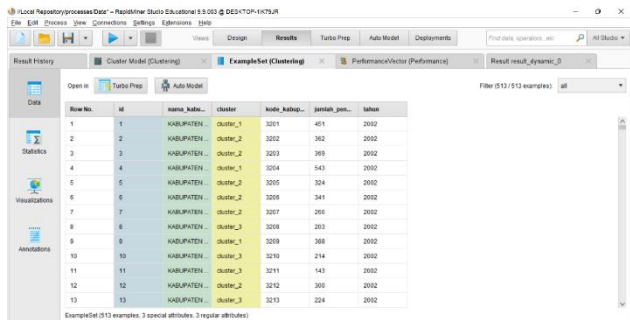 //Local Repository/processes/Data* – RapidMiner Studio Educational 9.9.003 @ DESKTOP-1K79JR
File Edit Process View Connections Settings Extensions Help
Views: Design Results Turbo Prep Auto Model Deployments Find data, operators...etc All Studio
Result History Cluster Model (Clustering) ExampleSet (Clustering) PerformanceVector (Performance) Result result_dynamic_0
Data Open in Turbo Prep Auto Model Filter (513 / 513 examples): all
Row No. id nama_kabu... cluster kode_kabup... jumlah_pen... tahun
1 1 KABUPATEN ... cluster_1 3201 451 2002
2 2 KABUPATEN ... cluster_2 3202 362 2002
3 3 KABUPATEN ... cluster_2 3203 369 2002
4 4 KABUPATEN ... cluster_1 3204 543 2002
5 5 KABUPATEN ... cluster_2 3205 324 2002
6 6 KABUPATEN ... cluster_2 3206 341 2002
7 7 KABUPATEN ... cluster_2 3207 266 2002
8 8 KABUPATEN ... cluster_3 3208 203 2002
9 9 KABUPATEN ... cluster_1 3209 388 2002
10 10 KABUPATEN ... cluster_3 3210 214 2002
11 11 KABUPATEN ... cluster_3 3211 143 2002
12 12 KABUPATEN ... cluster_2 3212 300 2002
13 13 KABUPATEN ... cluster_3 3213 224 2002
Statistics
Visualizations
Annotations
ExampleSet (513 examples, 3 special attributes, 3 regular attributes)